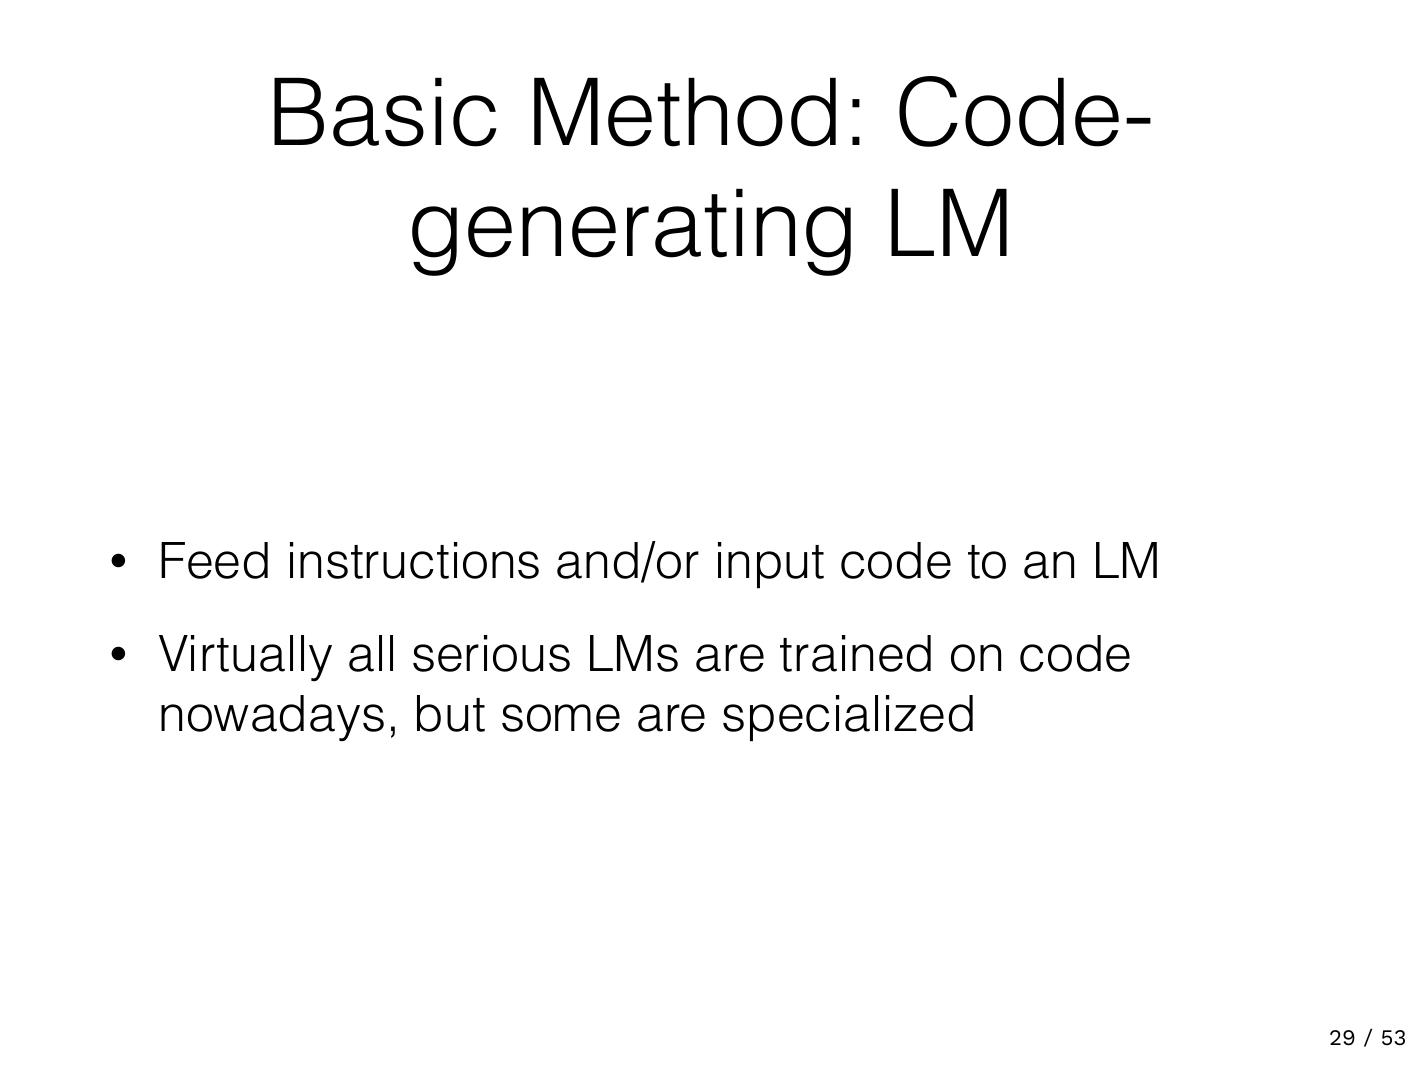 Basic Method: Code-
generating LM
• Feed instructions and/or input code to an LM
• Virtually all serious LMs are trained on code
nowadays, but some are specialized
29 / 53